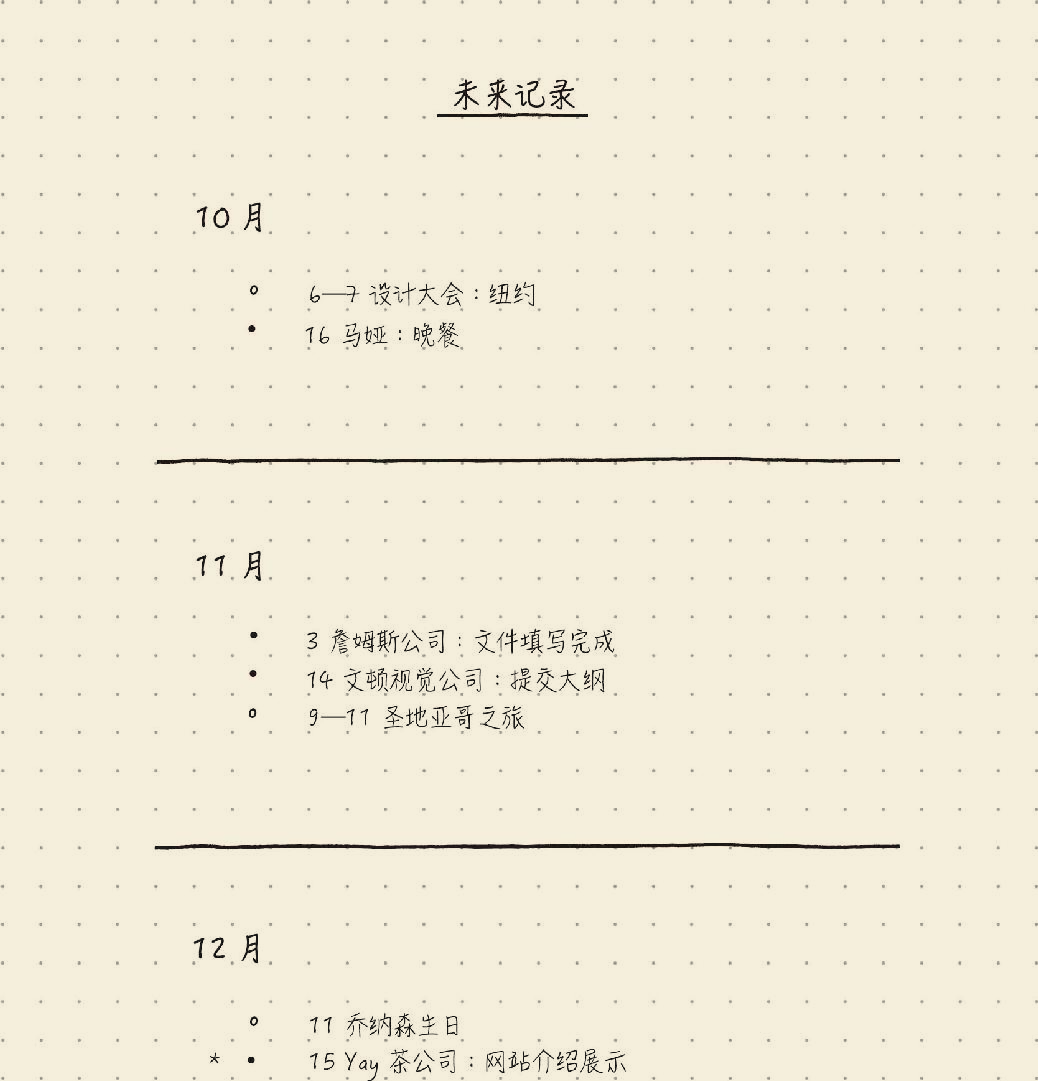 未来记录
10 月
○ 6—7 设计大会：纽约
• 16 马娅：晚餐
11 月
• 3 詹姆斯公司：文件填写完成
• 14 文顿视觉公司：提交大纲
○ 9—11 圣地亚哥之旅
12 月
○ 11 乔纳森生日
* • 15 Yay 茶公司：网站介绍展示